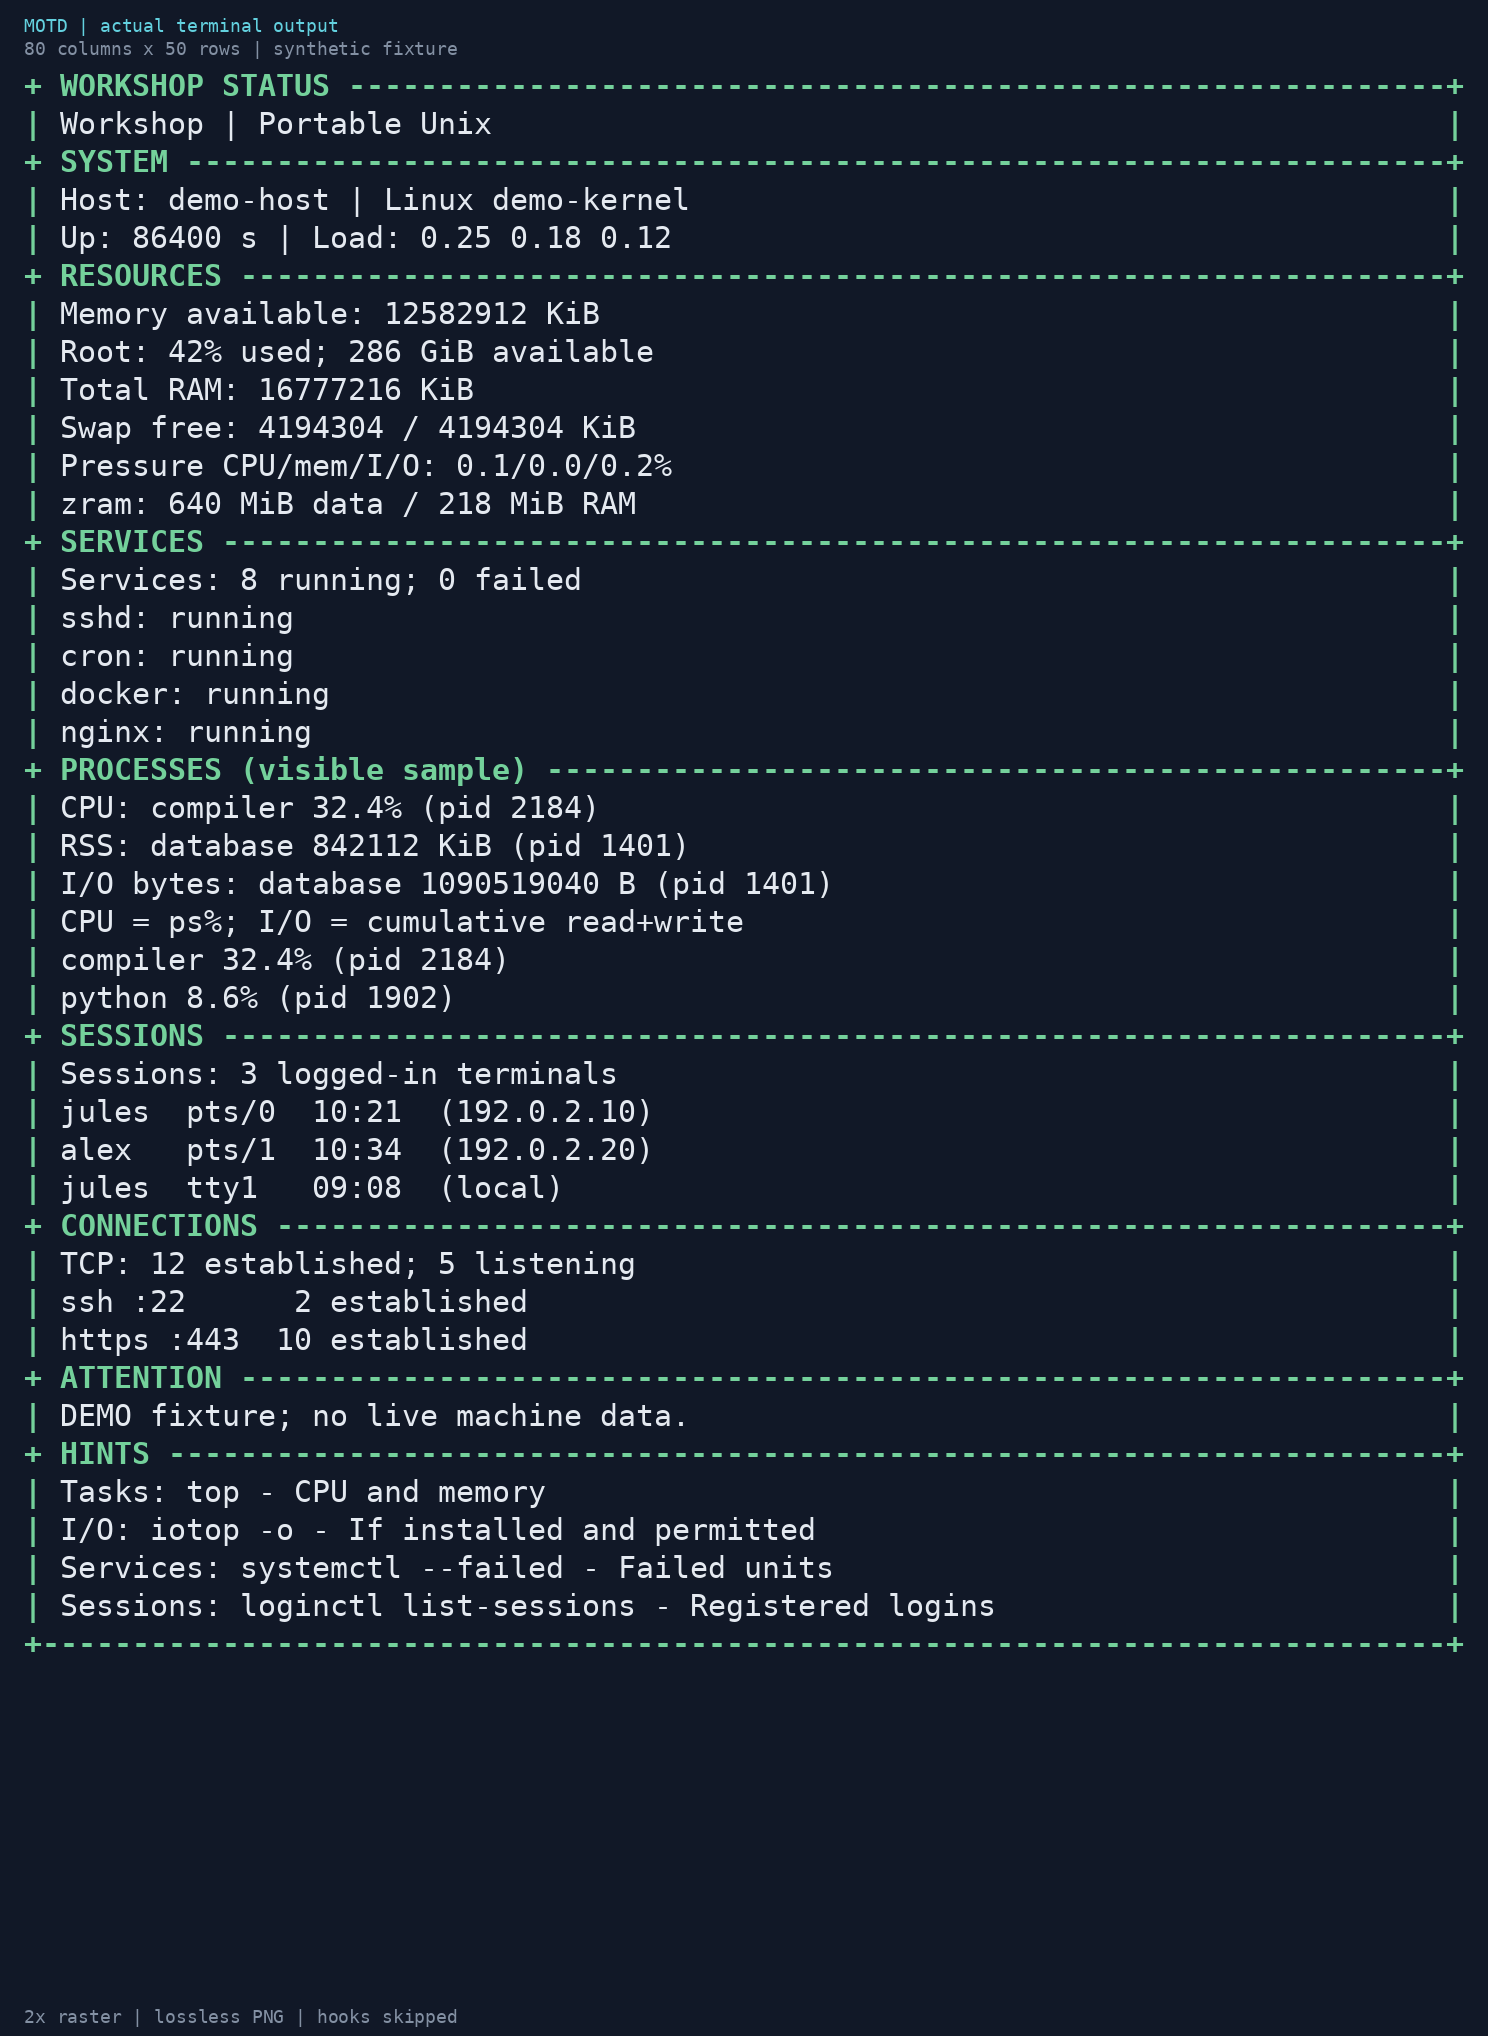 MOTD | actual terminal output
80 columns x 50 rows | synthetic fixture
+ WORKSHOP STATUS -------------------------------------------------------------+
| Workshop | Portable Unix                                                     |
+ SYSTEM ----------------------------------------------------------------------+
| Host: demo-host | Linux demo-kernel                                          |
| Up: 86400 s | Load: 0.25 0.18 0.12                                           |
+ RESOURCES -------------------------------------------------------------------+
| Memory available: 12582912 KiB                                               |
| Root: 42% used; 286 GiB available                                            |
| Total RAM: 16777216 KiB                                                      |
| Swap free: 4194304 / 4194304 KiB                                             |
| Pressure CPU/mem/I/O: 0.1/0.0/0.2%                                           |
| zram: 640 MiB data / 218 MiB RAM                                             |
+ SERVICES --------------------------------------------------------------------+
| Services: 8 running; 0 failed                                                |
| sshd: running                                                                |
| cron: running                                                                |
| docker: running                                                              |
| nginx: running                                                               |
+ PROCESSES (visible sample) --------------------------------------------------+
| CPU: compiler 32.4% (pid 2184)                                               |
| RSS: database 842112 KiB (pid 1401)                                          |
| I/O bytes: database 1090519040 B (pid 1401)                                  |
| CPU = ps%; I/O = cumulative read+write                                       |
| compiler 32.4% (pid 2184)                                                    |
| python 8.6% (pid 1902)                                                       |
+ SESSIONS --------------------------------------------------------------------+
| Sessions: 3 logged-in terminals                                              |
| jules  pts/0  10:21  (192.0.2.10)                                            |
| alex   pts/1  10:34  (192.0.2.20)                                            |
| jules  tty1   09:08  (local)                                                 |
+ CONNECTIONS -----------------------------------------------------------------+
| TCP: 12 established; 5 listening                                             |
| ssh :22      2 established                                                   |
| https :443  10 established                                                   |
+ ATTENTION -------------------------------------------------------------------+
| DEMO fixture; no live machine data.                                          |
+ HINTS -----------------------------------------------------------------------+
| Tasks: top - CPU and memory                                                  |
| I/O: iotop -o - If installed and permitted                                   |
| Services: systemctl --failed - Failed units                                  |
| Sessions: loginctl list-sessions - Registered logins                         |
+------------------------------------------------------------------------------+
2x raster | lossless PNG | hooks skipped